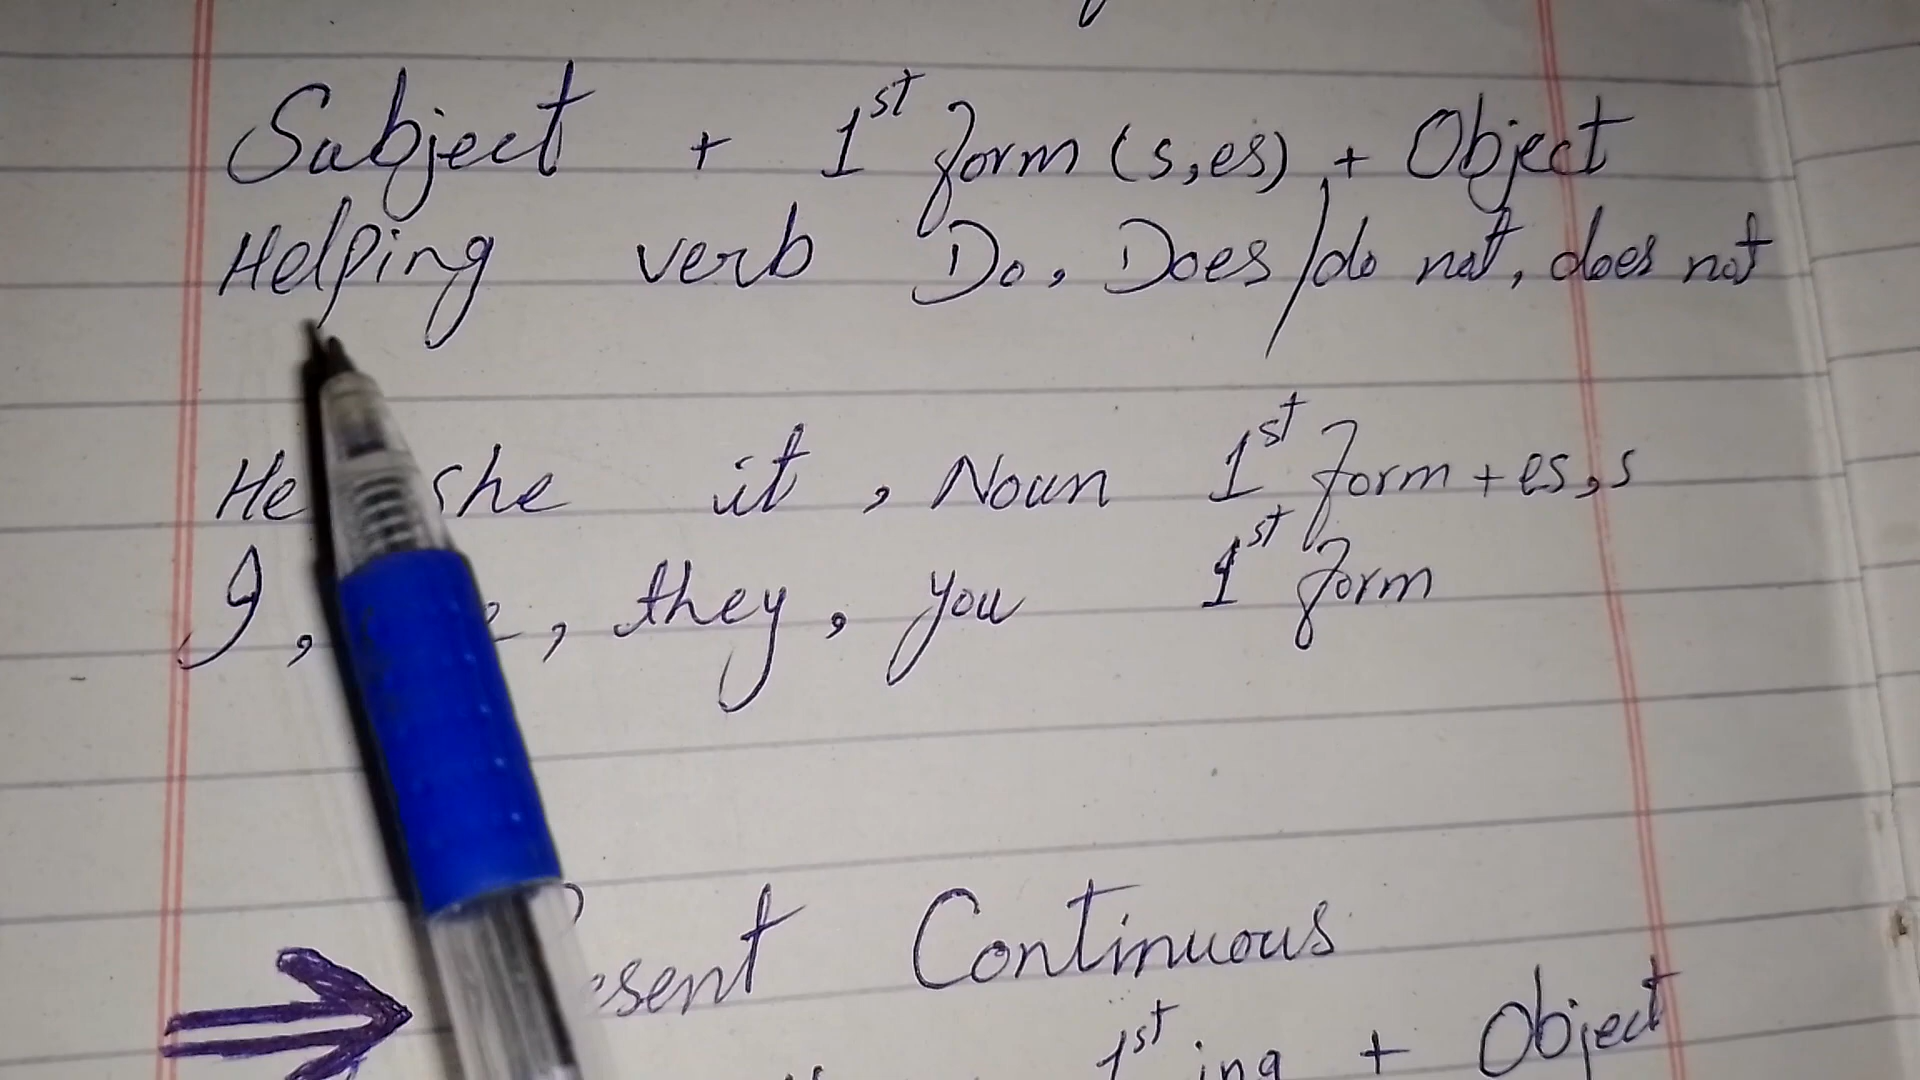 Subject + 1st form (s,es) + Object
Helping verb Do, Does/do not, does not
He she it, Noun 1st form + es, s
I, , they, you 1st form
Continuous
1st ing + Object